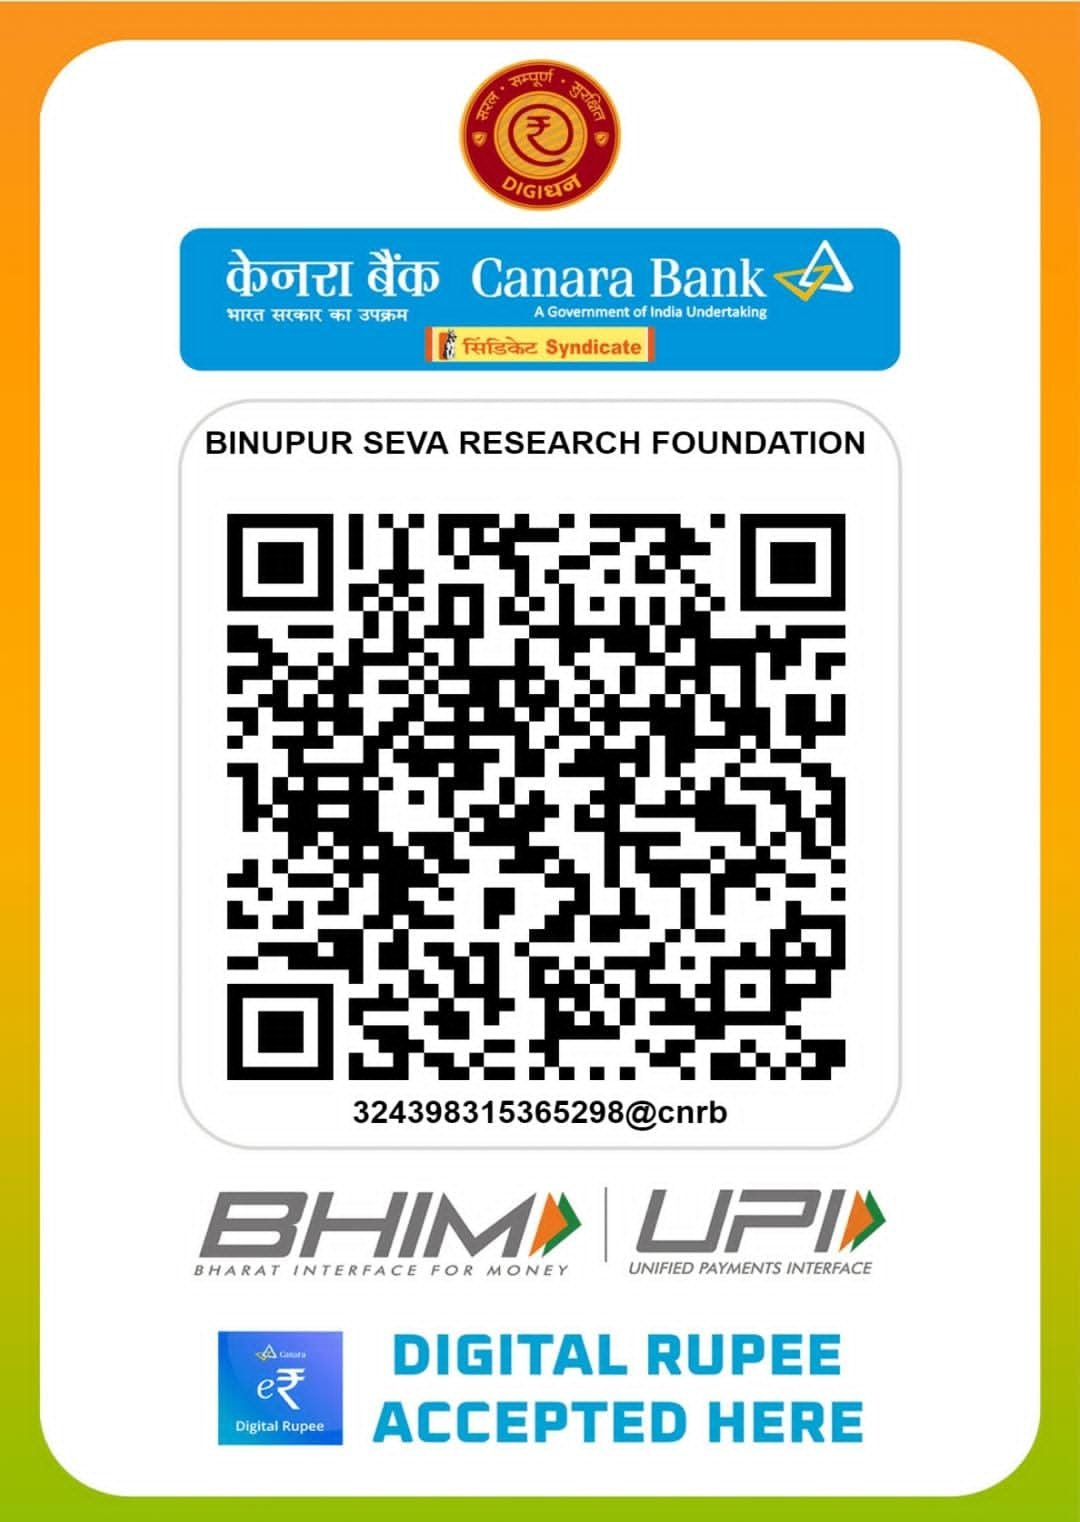 सरल • सम्पूर्ण • सुरक्षित
DIGIधन
केनरा बैंक Canara Bank
भारत सरकार का उपक्रम A Government of India Undertaking
सिंडिकेट Syndicate
BINUPUR SEVA RESEARCH FOUNDATION
324398315365298@cnrb
BHIM UPI
BHARAT INTERFACE FOR MONEY UNIFIED PAYMENTS INTERFACE
Canara
e₹
Digital Rupee
DIGITAL RUPEE
ACCEPTED HERE